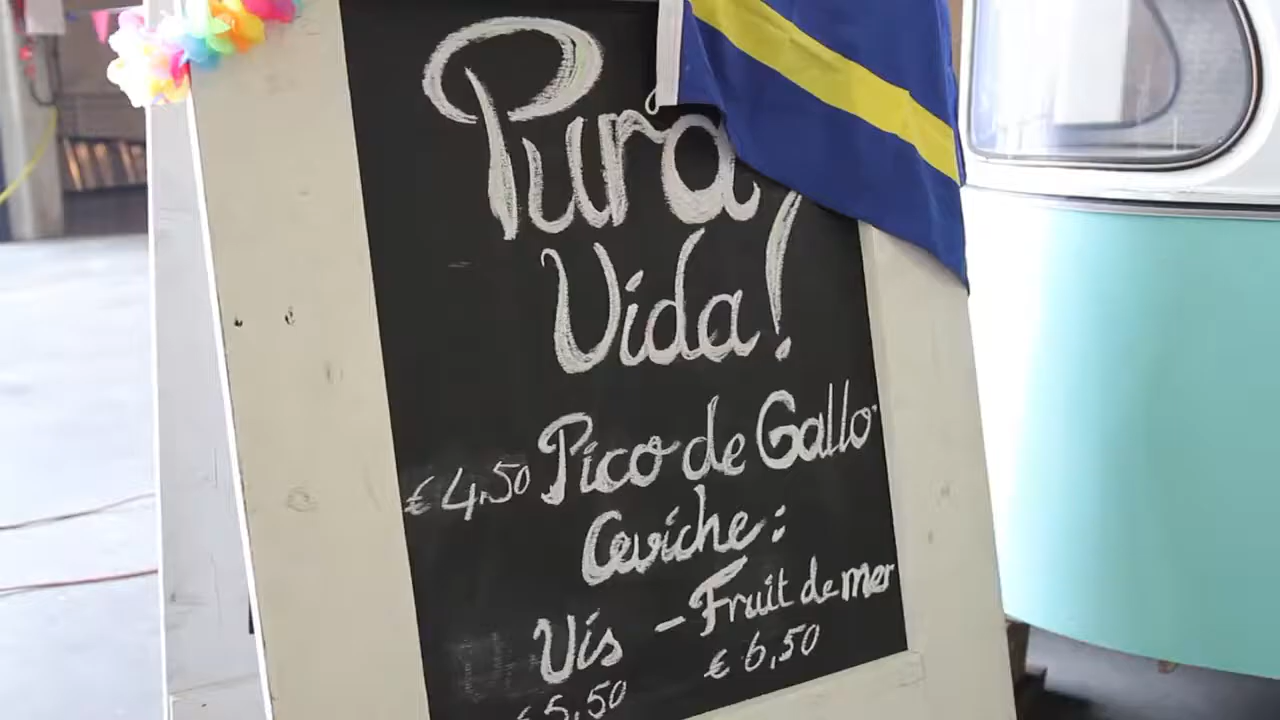 Pura
Vida!
€4,50 Pico de Gallo
Ceviche:
Vis - Fruit de mer
€5,50 € 6,50